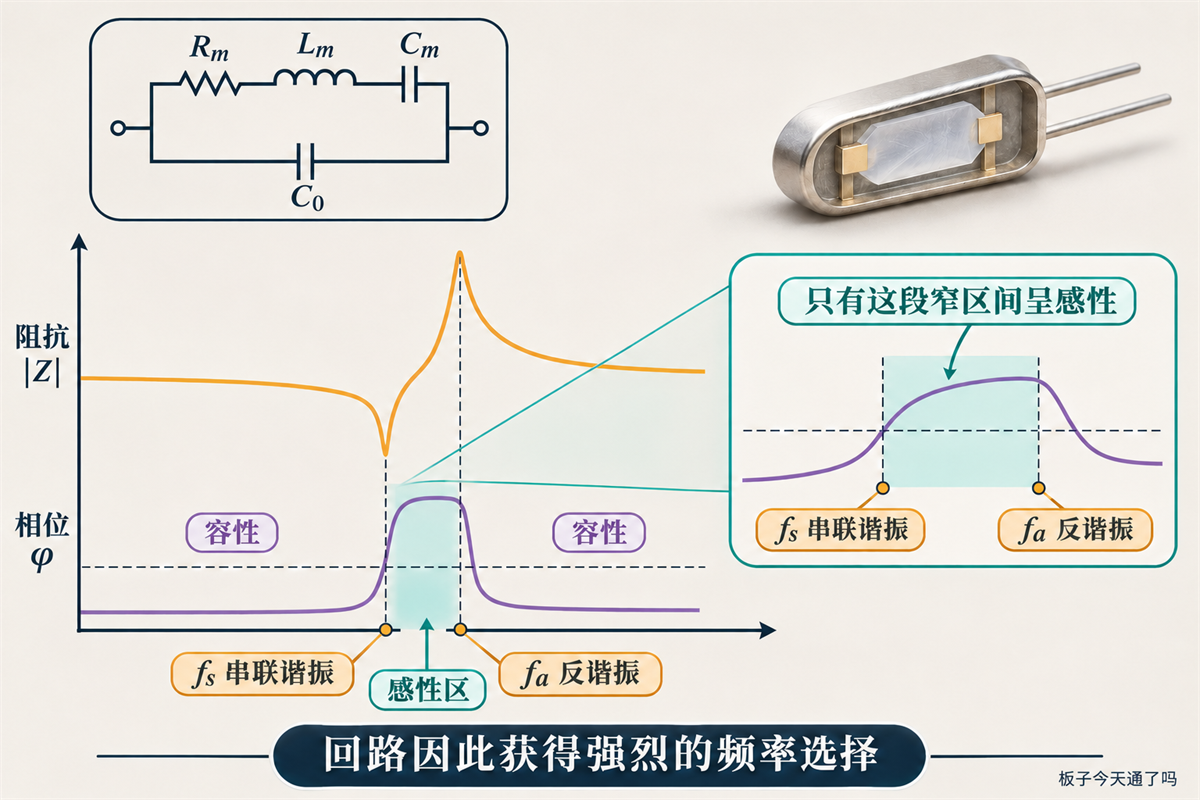 Rm
Lm
Cm
C0
只有这段窄区间呈感性
阻抗
|Z|
相位
φ
容性
容性
fs 串联谐振
fa 反谐振
fs 串联谐振
感性区
fa 反谐振
回路因此获得强烈的频率选择
板子今天通了吗